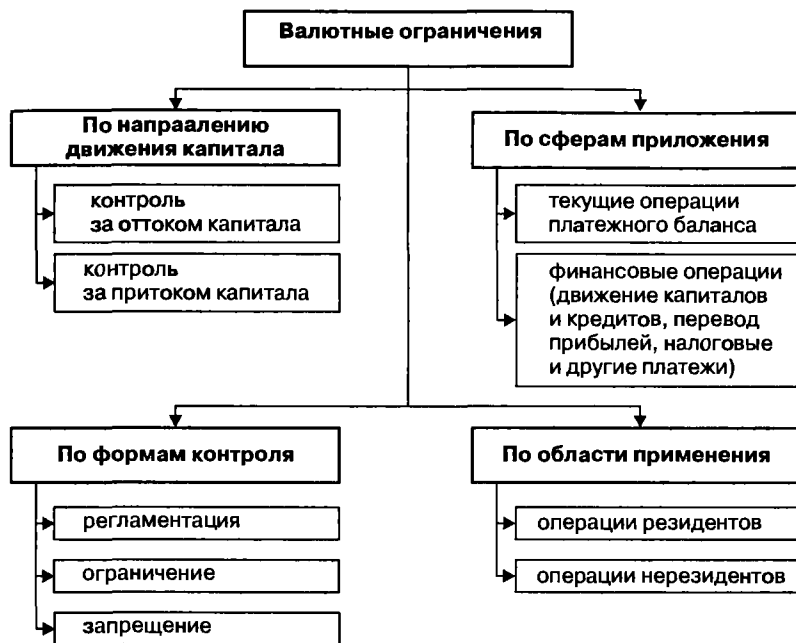 Валютные ограничения
По напраалению
движения капитала
контроль
за оттоком капитала
контроль
за притоком капитала
По сферам приложения
текущие операции
платежного баланса
финансовые операции
(движение капиталов
и кредитов, перевод
прибылей, налоговые
и другие платежи)
По формам контроля
регламентация
ограничение
запрещение
По области применения
операции резидентов
операции нерезидентов